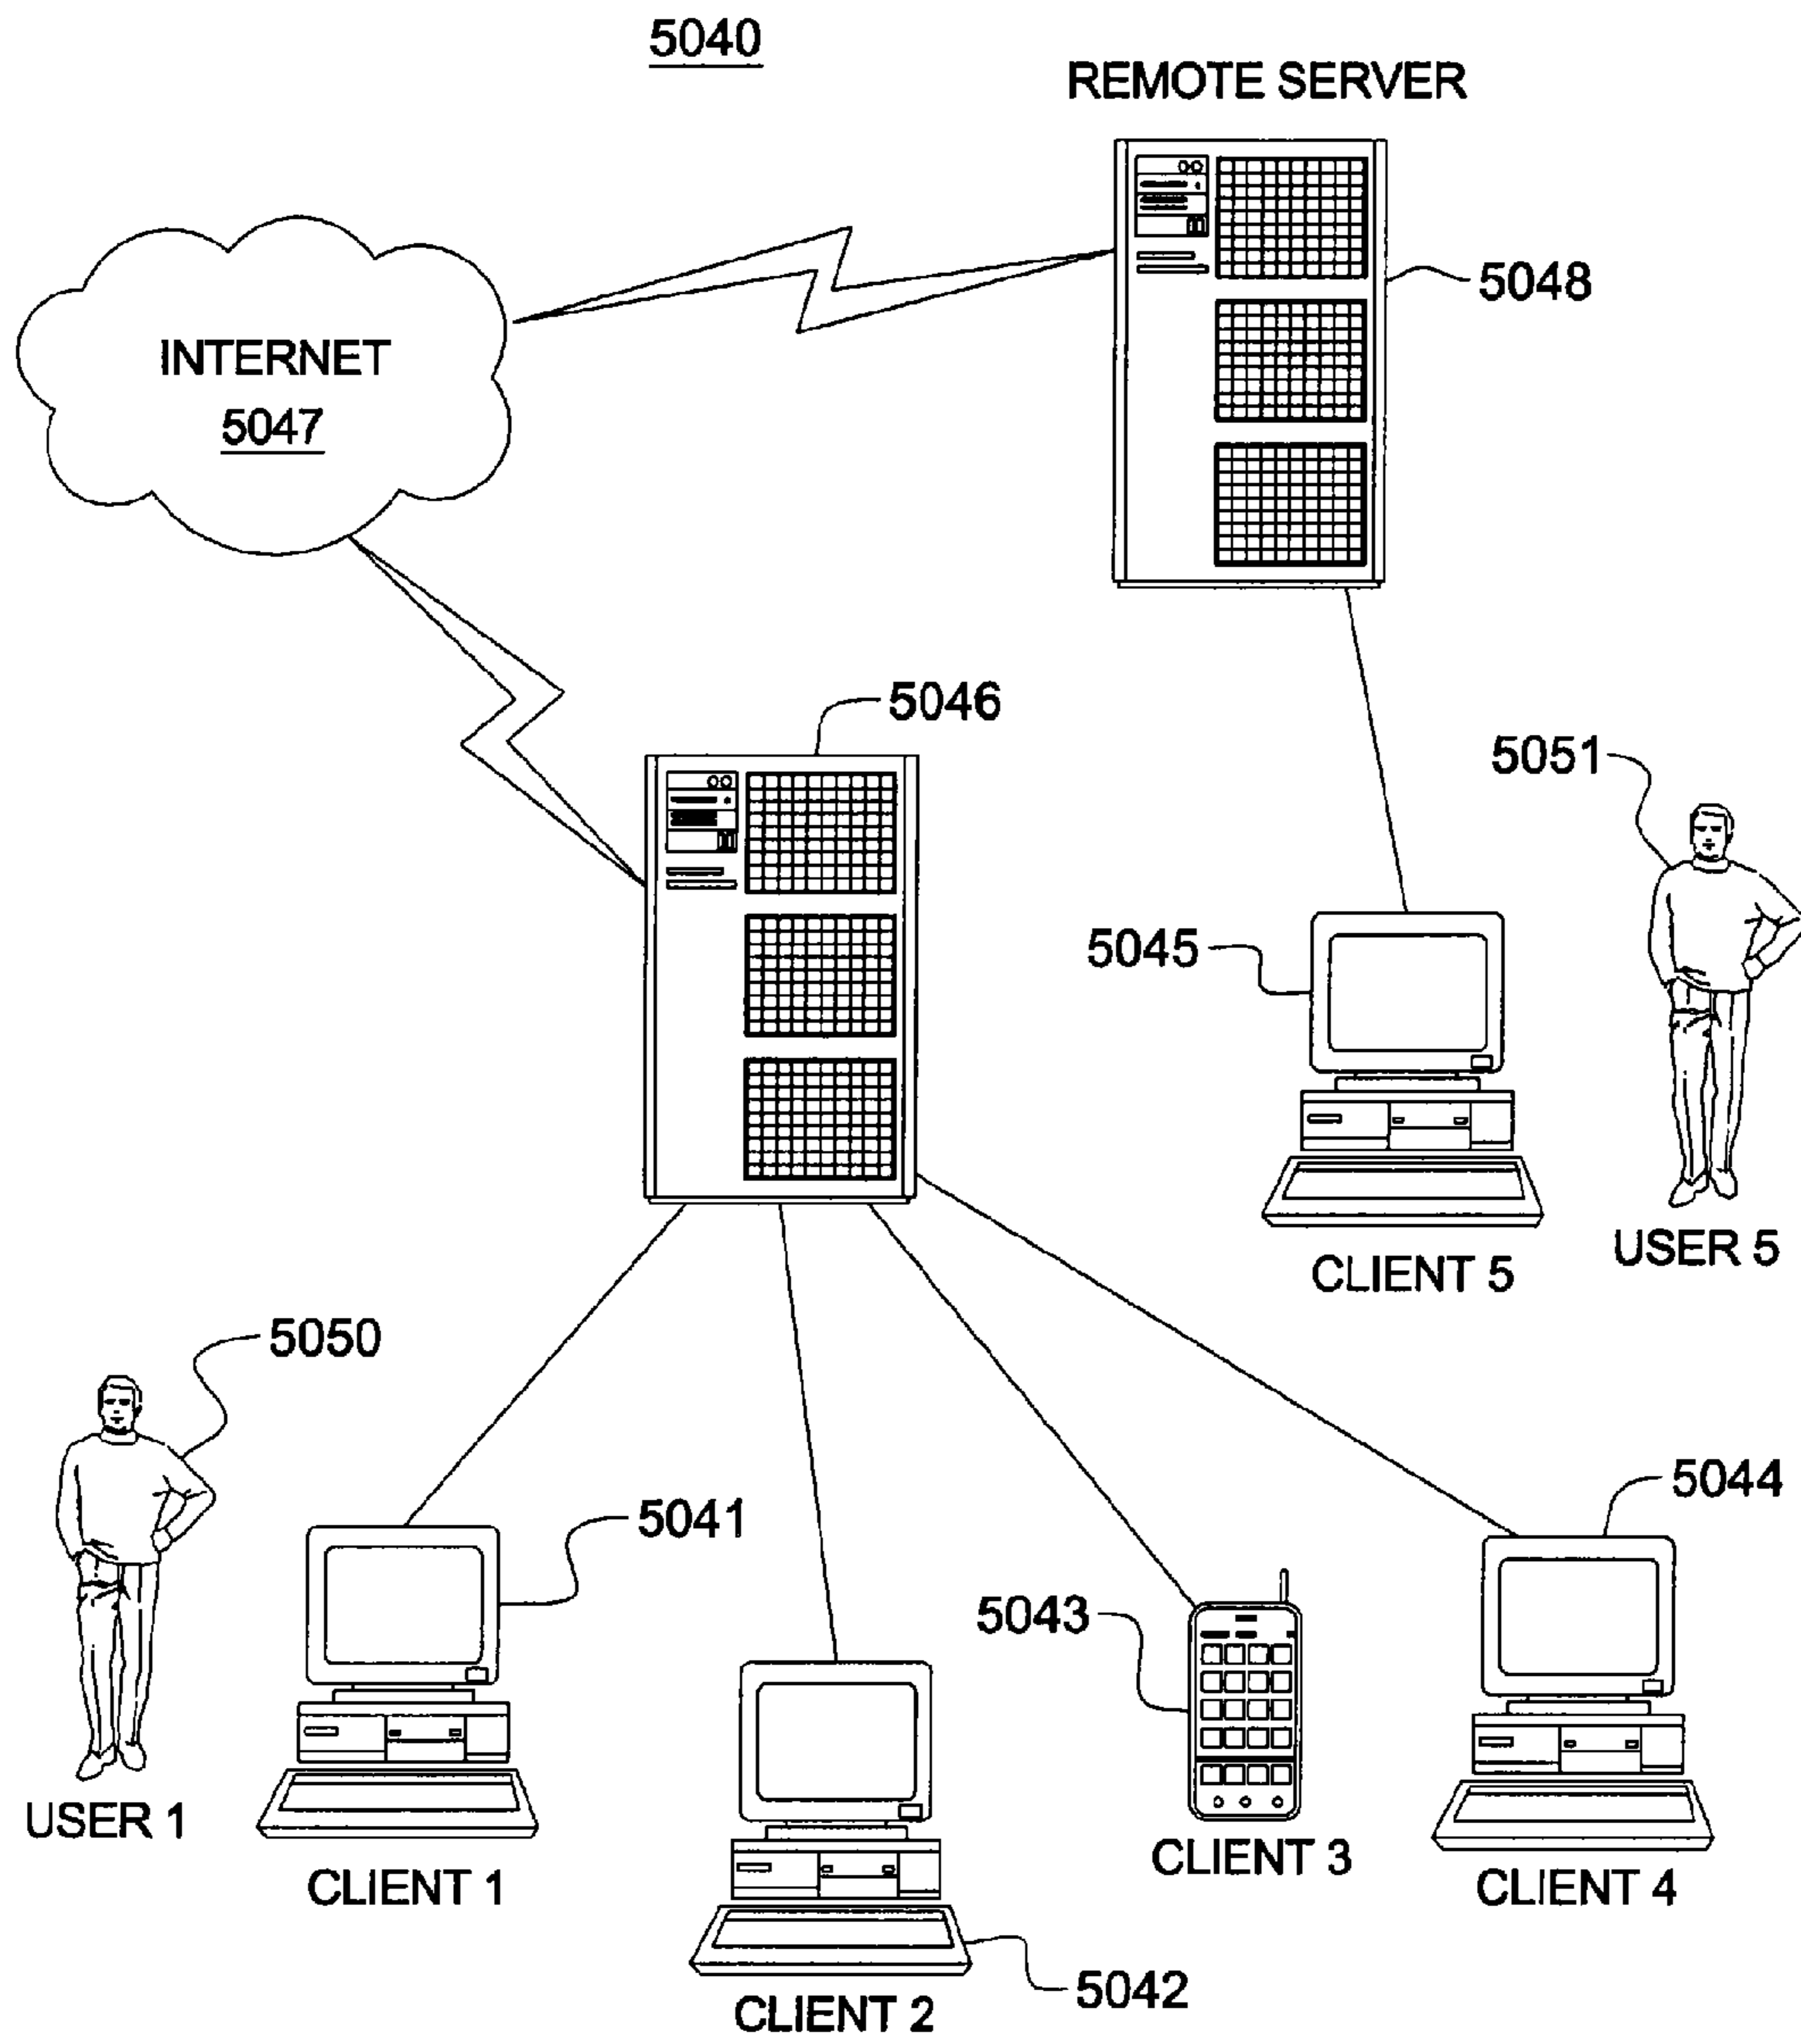 5040
REMOTE SERVER
5048
INTERNET
5047
5046
5051
5045
USER 5
CLIENT 5
5050
5044
5041
5043
USER 1
CLIENT 3
CLIENT 1
CLIENT 4
5042
CLIENT 2